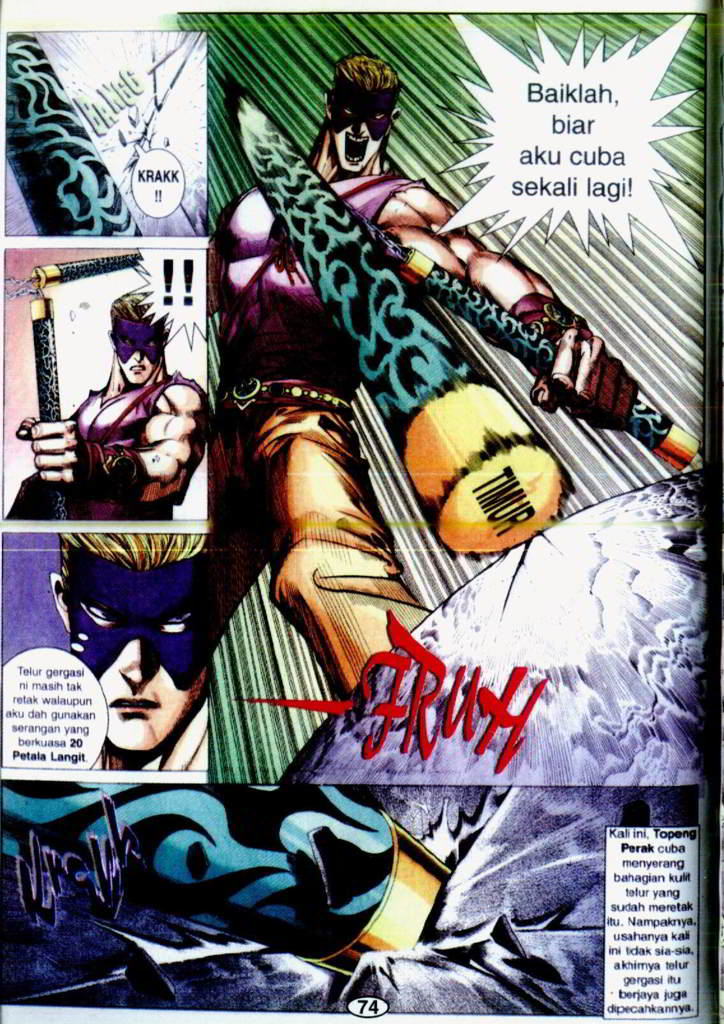 KRAKK
!!
!!
Baiklah,
biar
aku cuba
sekali lagi!
TIMUR
Telur gergasi
ni masih tak
retak walaupun
aku dah gunakan
serangan yang
berkuasa 20
Petala Langit.
Kali ini, Topeng
Perak cuba
menyerang
bahagian kulit
telur yang
sudah meretak
itu. Nampaknya,
usahanya kali
ini tidak sia-sia,
akhirnya telur
gergasi itu
berjaya juga
dipecahkannya.
74